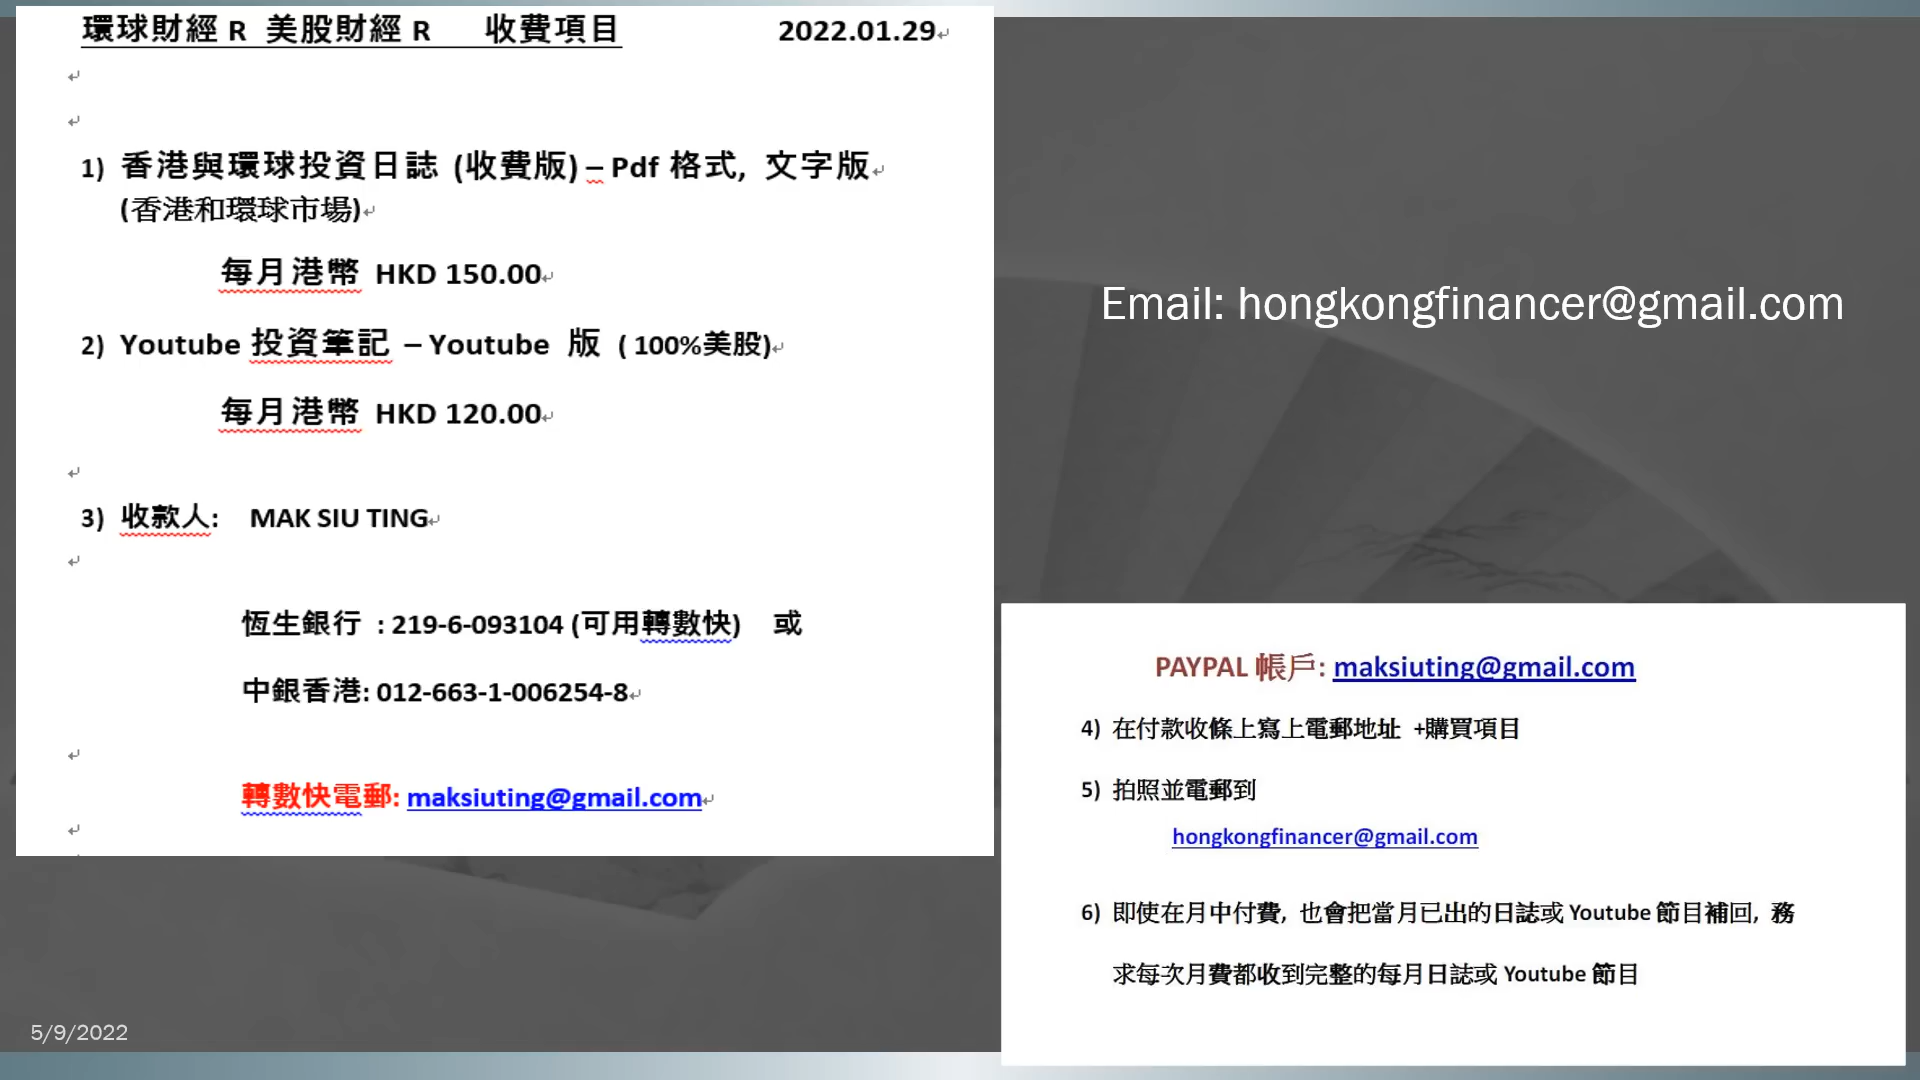 環球財經 R 美股財經 R 收費項目 2022.01.29
1) 香港與環球投資日誌 (收費版) – Pdf 格式, 文字版
(香港和環球市場)
每月港幣 HKD 150.00
2) Youtube 投資筆記 – Youtube 版 ( 100%美股)
每月港幣 HKD 120.00
3) 收款人: MAK SIU TING
恆生銀行 : 219-6-093104 (可用轉數快) 或
中銀香港: 012-663-1-006254-8
轉數快電郵: maksiuting@gmail.com
Email: hongkongfinancer@gmail.com
PAYPAL 帳戶: maksiuting@gmail.com
4) 在付款收條上寫上電郵地址 +購買項目
5) 拍照並電郵到
hongkongfinancer@gmail.com
6) 即使在月中付費, 也會把當月已出的日誌或 Youtube 節目補回, 務
求每次月費都收到完整的每月日誌或 Youtube 節目
5/9/2022